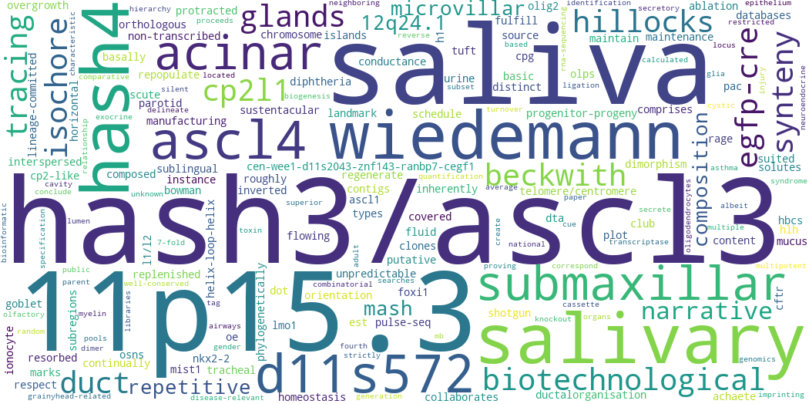 overgrowth
hierarchy
characteristic
orthologous
non-transcribed
chromosome
islands
glands
microvillar
12q24.1
hillocks
olig2
ablation
identification
neighboring
secretory
epithelium
databases
restricted
fulfill
maintain
maintenance
locus
rna-sequencing
tracing
isochore
lineage-committed
horizontal
hash4
acinar
basally
repopulate
comparative
proceeds
located
biogenesis
scute
parotid
cp2l1
diphtheria
reverse
based
conductance
tuft
urine
subset
h1
source
cpg
ligation
basic
distinct
olps
pac
calculated
glia
injury
silent
turnover
cystic
egfp-cre
synteny
neuroendocrine
saliva
delineate
sustentacular
manufacturing
landmark
schedule
progenitor-progeny
comprises
rage
suited
solutes
exocrine
relationship
ascl4
wiedemann
interspersed
cp2-like
composed
sublingual
instance
bowman
cen-wee1-d11s2043-znf143-ranbp7-cegf1
roughly
inverted
regenerate
contigs
inherently
dimorphism
beckwith
telomere/centromere
composition
asthma
syndrome
cavity
conclude
unknown
quantification
average
albeit
hash3/ascl3
bioinformatic
specification
lumen
l1/l2
7-fold
replenished
helix-loop-helix
tag
toxin
superior
ascl1
types
flowing
unpredictable
phylogenetically
adult
covered
fluid
clones
putative
combinatorial
searches
create
national
dta
cue
transcriptase
plot
club
multiple
content
oligodendrocytes
hbcs
hlh
mucus
cftr
multipotent
correspond
proving
cassette
knockout
organs
public
parent
well-conserved
goblet
olfactory
random
myelin
dimer
pools
subregions
libraries
11p15.3
submaxillar
salivary
narrative
shotgun
genomics
dot
orientation
foxi1
mash
est
pulse-seq
lmo1
fourth
strictly
mb
airways
oe
gender
ionocyte
resorbed
marks
respect
osns
continually
duct
repetitive
nkx2-2
tracheal
mist1
homeostasis
grainyhead-related
disease-relevant
d11s572
biotechnological
collaborates
generation
ductal
organisation
achaete
imprinting